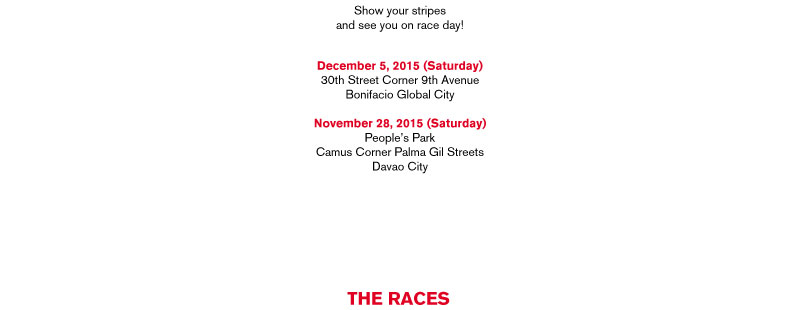 Show your stripes
and see you on race day!
December 5, 2015 (Saturday)
30th Street Corner 9th Avenue
Bonifacio Global City
November 28, 2015 (Saturday)
People's Park
Camus Corner Palma Gil Streets
Davao City
THE RACES